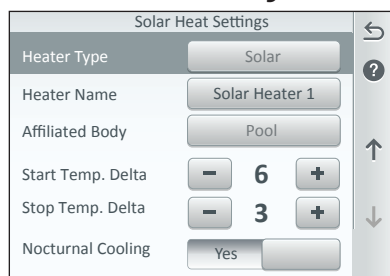 Solar Heat Settings
Heater Type Solar
Heater Name Solar Heater 1
Affiliated Body Pool
Start Temp. Delta - 6 +
Stop Temp. Delta - 3 +
Nocturnal Cooling Yes
?